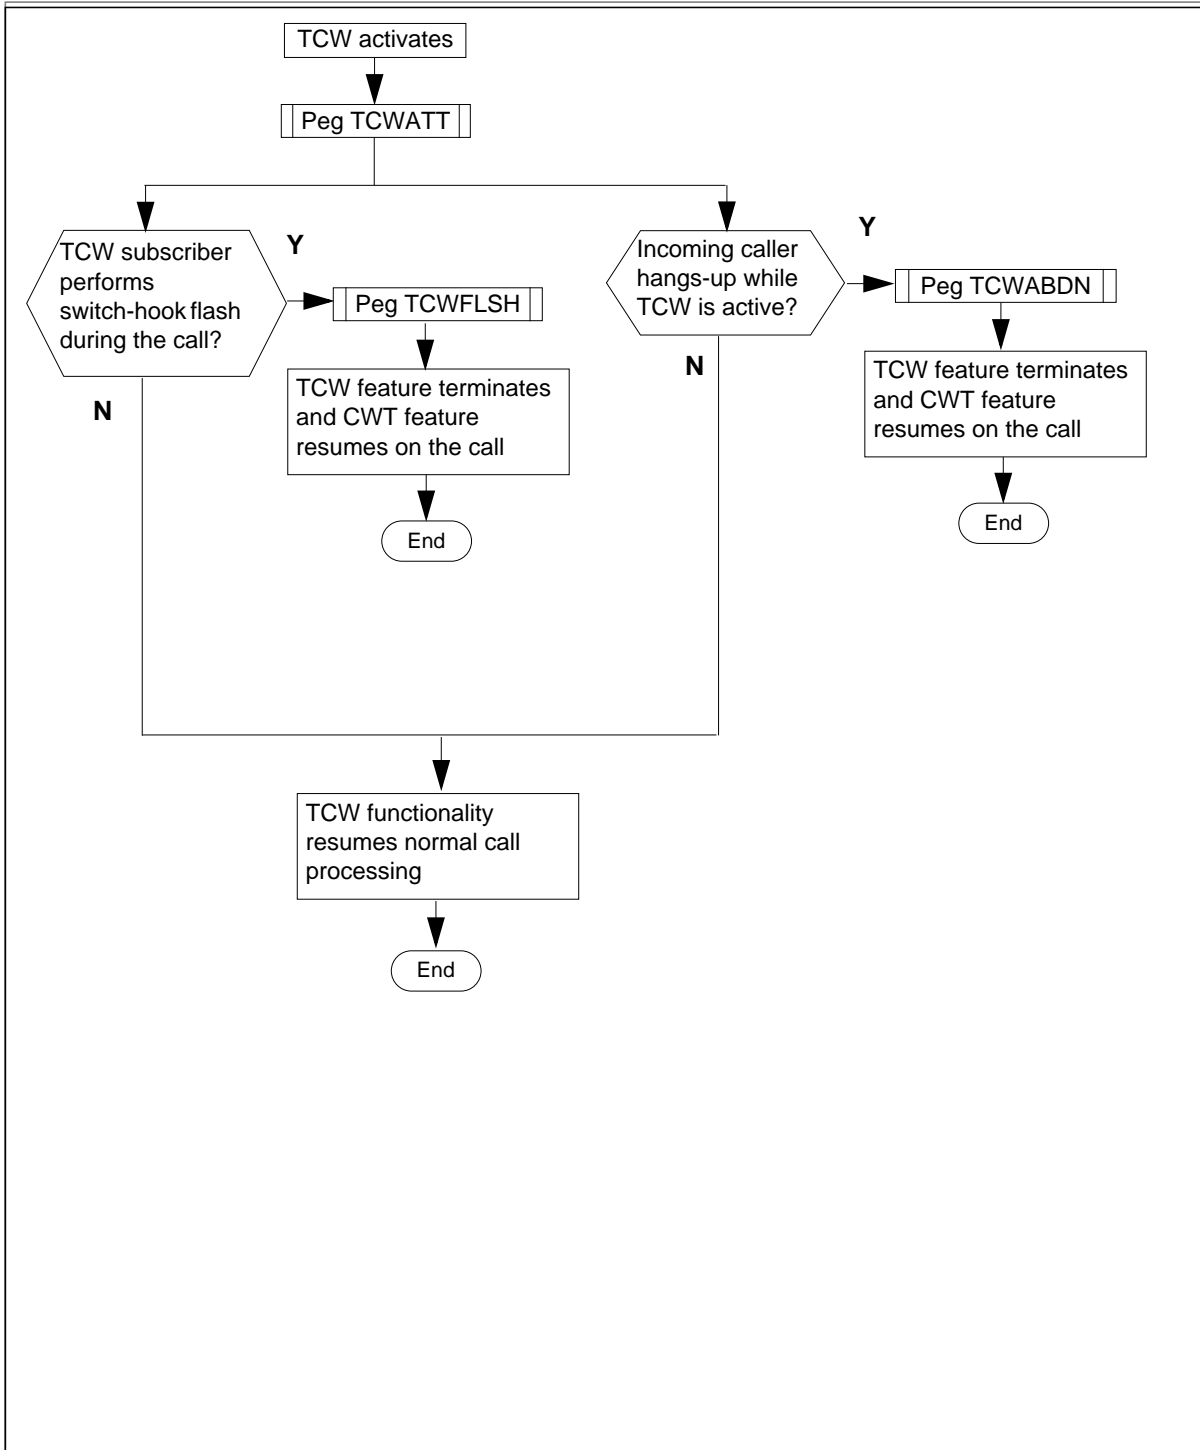 TCW activates
Peg TCWATT
TCW subscriber
performs
switch-hook flash
during the call?
Y
N
Peg TCWFLSH
TCW feature terminates
and CWT feature
resumes on the call
End
Incoming caller
hangs-up while
TCW is active?
Y
N
Peg TCWABDN
TCW feature terminates
and CWT feature
resumes on the call
End
TCW functionality
resumes normal call
processing
End